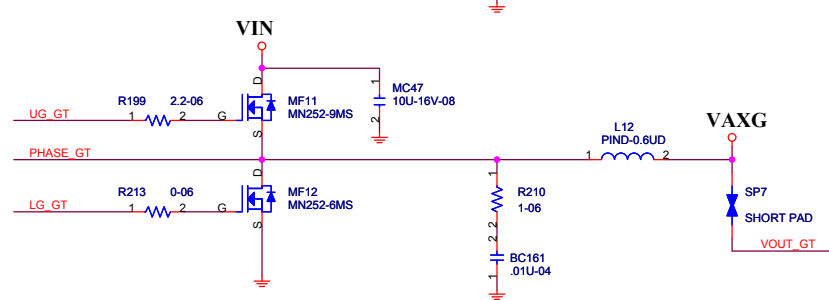 VIN
D
R199 2.2-06
MF11
MN252-9MS
1
MC47
10U-16V-08
2
UG_GT 1 2 G
S
PHASE_GT
L12
PIND-0.6UD
1 2
VAXG
D
R213 0-06
MF12
MN252-6MS
LG_GT 1 2 G
S
1
R210
1-06
2
2
BC161
.01U-04
1
SP7
SHORT PAD
VOUT_GT